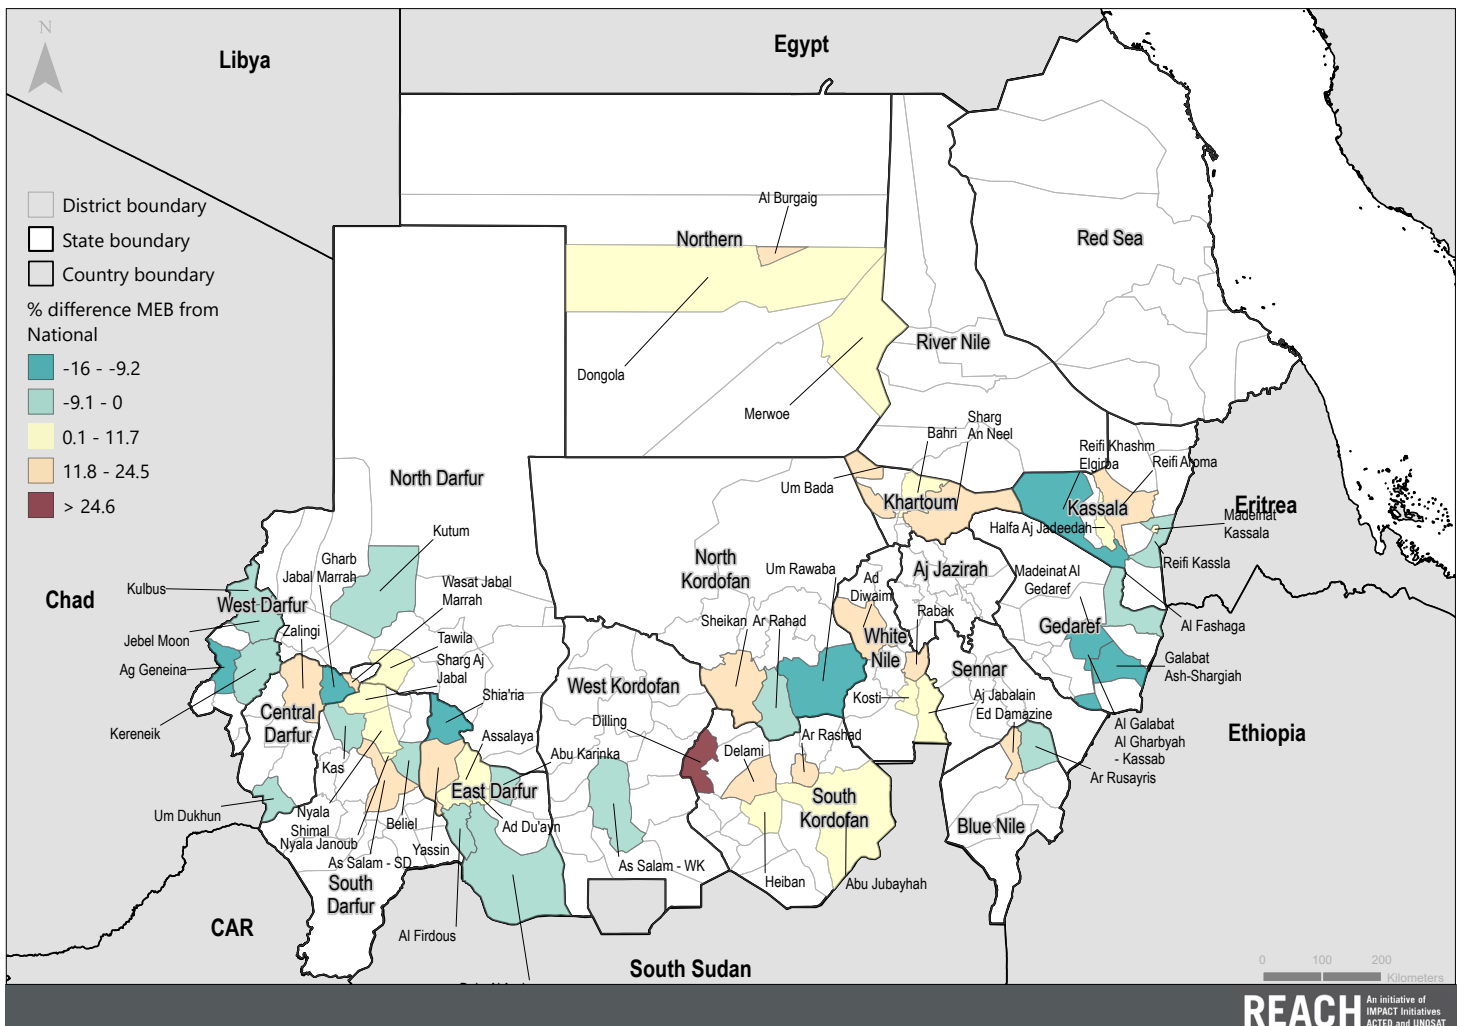 N
Libya
Egypt
District boundary
State boundary
Country boundary
% difference MEB from
National
-16 - -9.2
-9.1 - 0
0.1 - 11.7
11.8 - 24.5
> 24.6
Al Burgaig
Northern
Red Sea
River Nile
Dongola
Merwoe
Sharg
An Neel
Bahri
Reifi Khashm
Elgirba
Reifi Aroma
North Darfur
Um Bada
Khartoum
Kassala
Eritrea
Madeinat
Kassala
Halfa Aj Jadeedah
Kutum
Gharb
Jabal Marrah
Wasat Jabal
Marrah
North
Kordofan
Um Rawaba
Ad
Diwaim
Aj Jazirah
Madeinat Al
Gedaref
Reifi Kassla
Kulbus
Chad
West Darfur
Jebel Moon
Zalingi
Tawila
Sheikan
Ar Rahad
Rabak
Gedaref
Al Fashaga
Ag Geneina
Sharg Aj
Jabal
White
Nile
Sennar
Galabat
Ash-Shargiah
Shia'ria
West Kordofan
Kosti
Aj Jabalain
Ed Damazine
Kereneik
Central
Darfur
Dilling
Al Galabat
Al Gharbyah
- Kassab
Ethiopia
Assalaya
Delami
Ar Rashad
Kas
Abu Karinka
Ar Rusayris
East Darfur
South
Kordofan
Um Dukhun
Nyala
Shimal
Beliel
Ad Du'ayn
Blue Nile
Nyala Janoub
As Salam - SD
Yassin
As Salam - WK
South
Darfur
Heiban
Abu Jubayhah
CAR
Al Firdous
South Sudan
0 100 200
Kilometers
REACH
An initiative of
IMPACT Initiatives
ACTED and UNOSAT